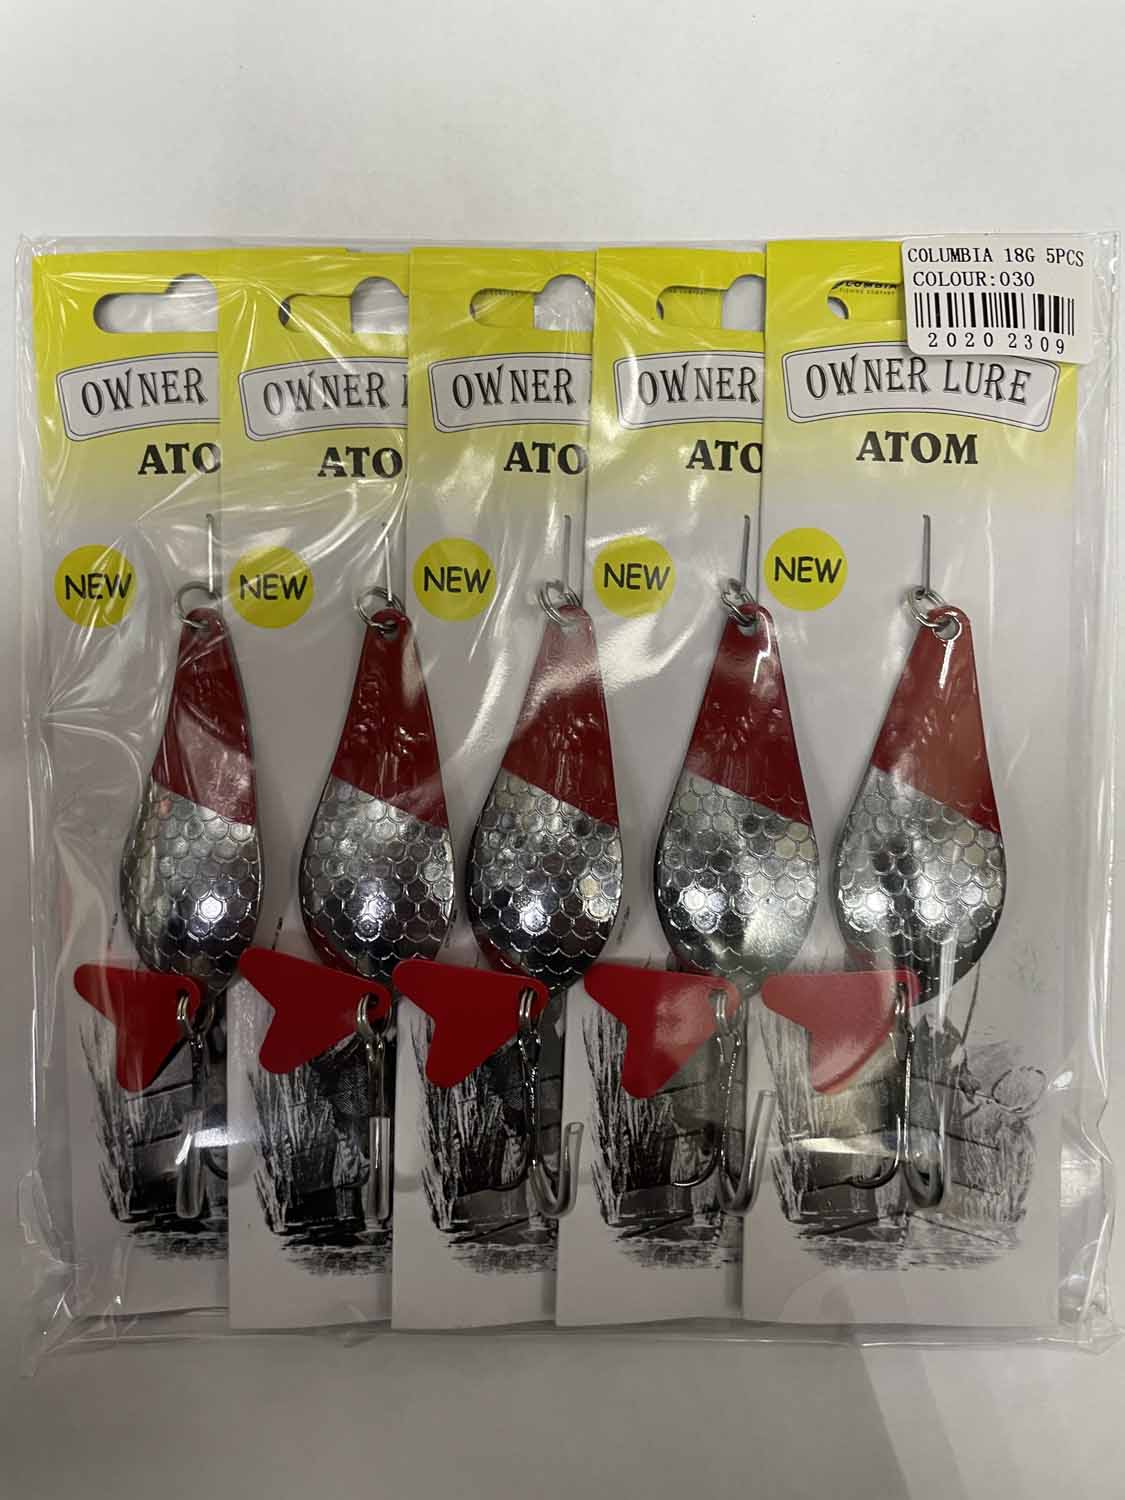 COLUMBIA 18G 5PCS
COLOUR:030
2020 2309
OWNER
ATO
NEW
OWNER
ATO
NEW
OWNER
ATO
NEW
OWNER
ATO
NEW
OWNER LURE
ATOM
NEW